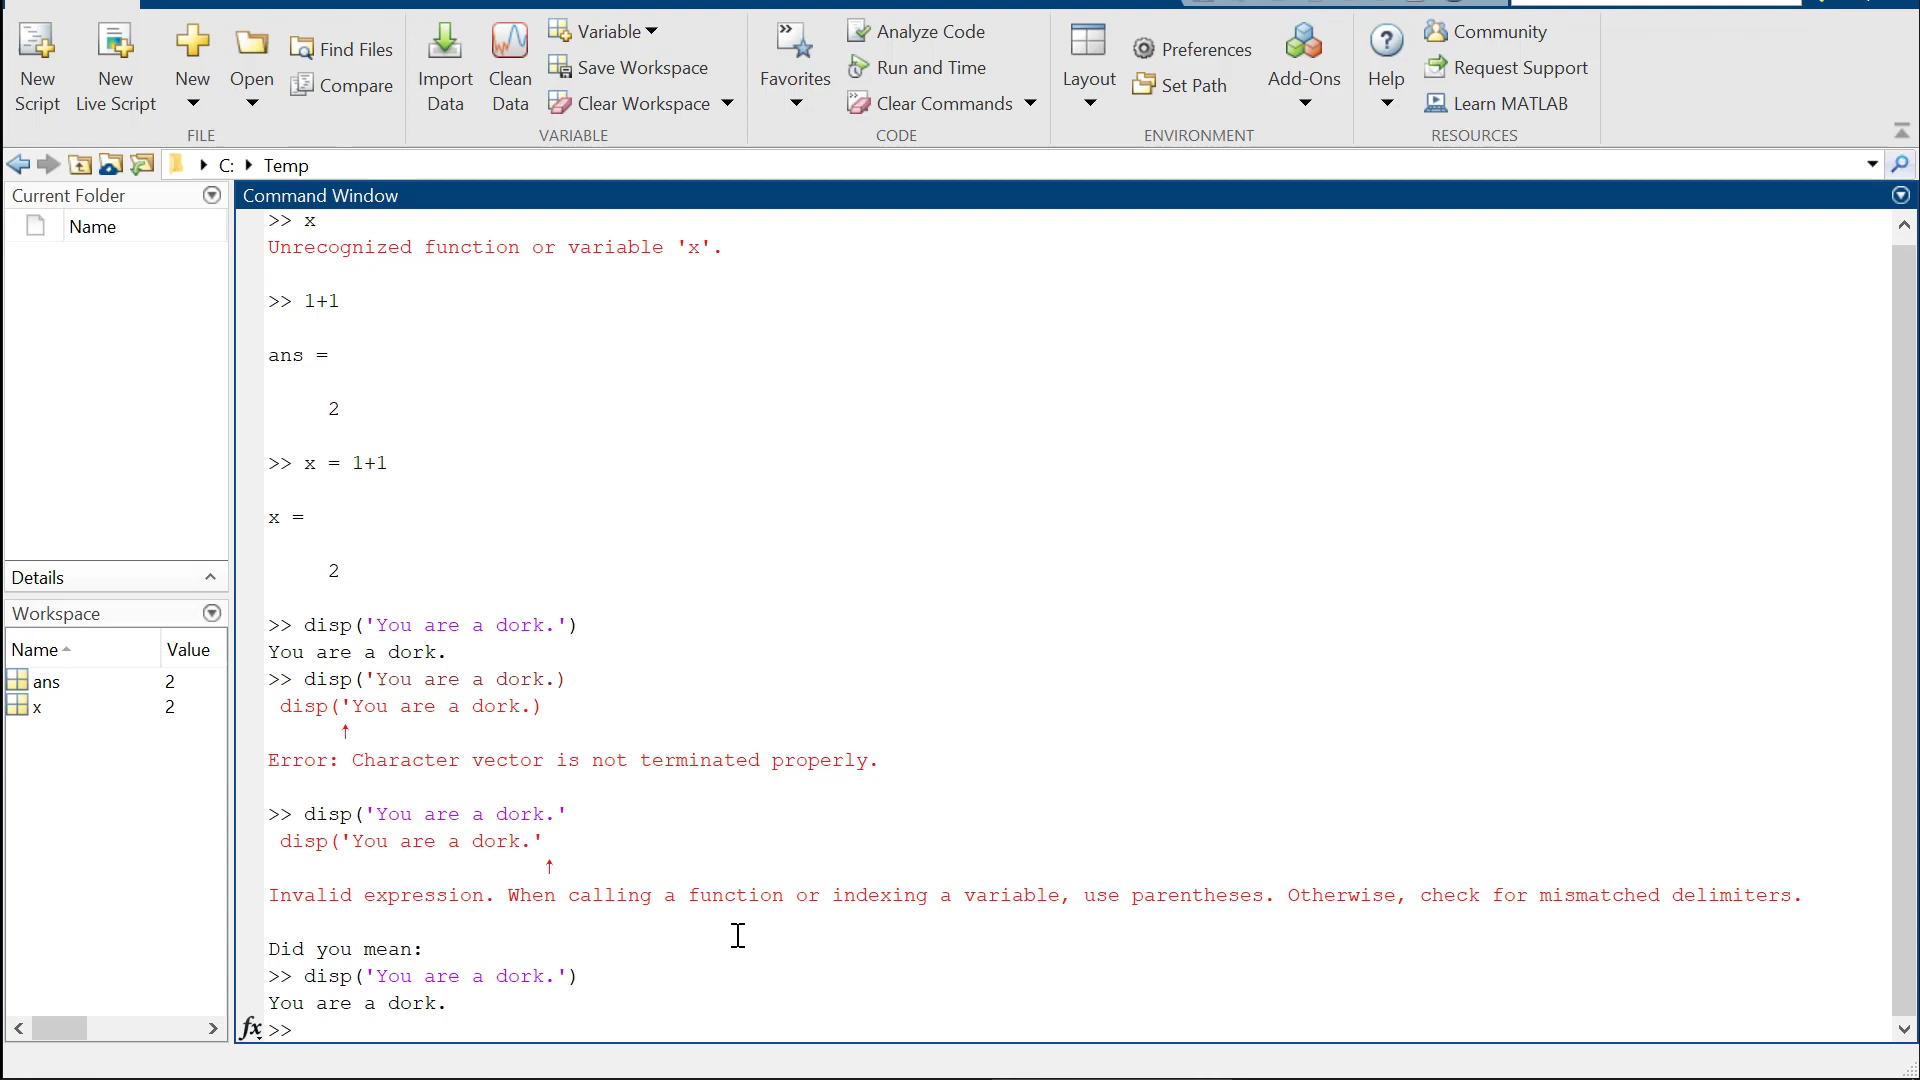 New Script
New Live Script
New
Open
Find Files
Compare
FILE
Import Data
Clean Data
Variable
Save Workspace
Clear Workspace
VARIABLE
Favorites
Analyze Code
Run and Time
Clear Commands
CODE
Layout
Preferences
Set Path
Add-Ons
ENVIRONMENT
Help
Community
Request Support
Learn MATLAB
RESOURCES
C: Temp
Current Folder
Name
Details
Workspace
Name Value
ans 2
x 2
Command Window
>> x
Unrecognized function or variable 'x'.
>> 1+1
ans =
2
>> x = 1+1
x =
2
>> disp('You are a dork.')
You are a dork.
>> disp('You are a dork.)
disp('You are a dork.)
↑
Error: Character vector is not terminated properly.
>> disp('You are a dork.'
disp('You are a dork.'
↑
Invalid expression. When calling a function or indexing a variable, use parentheses. Otherwise, check for mismatched delimiters.
Did you mean:
>> disp('You are a dork.')
You are a dork.
fx >>